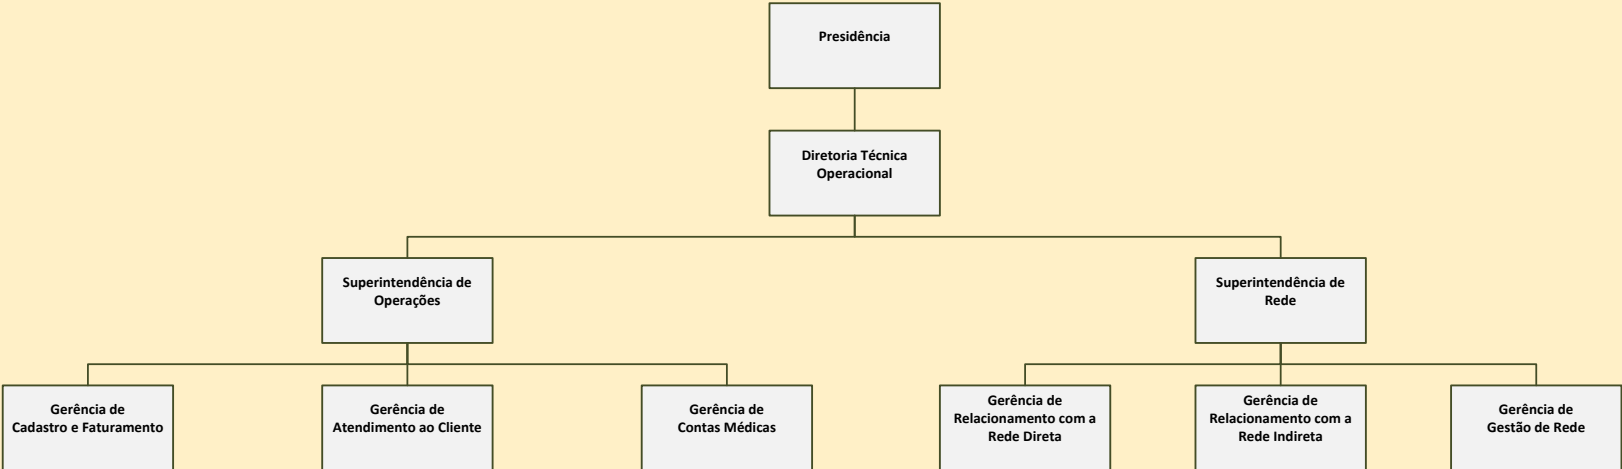 Presidência
Diretoria Técnica
Operacional
Superintendência de
Operações
Superintendência de
Rede
Gerência de
Cadastro e Faturamento
Gerência de
Atendimento ao Cliente
Gerência de
Contas Médicas
Gerência de
Relacionamento com a
Rede Direta
Gerência de
Relacionamento com a
Rede Indireta
Gerência de
Gestão de Rede